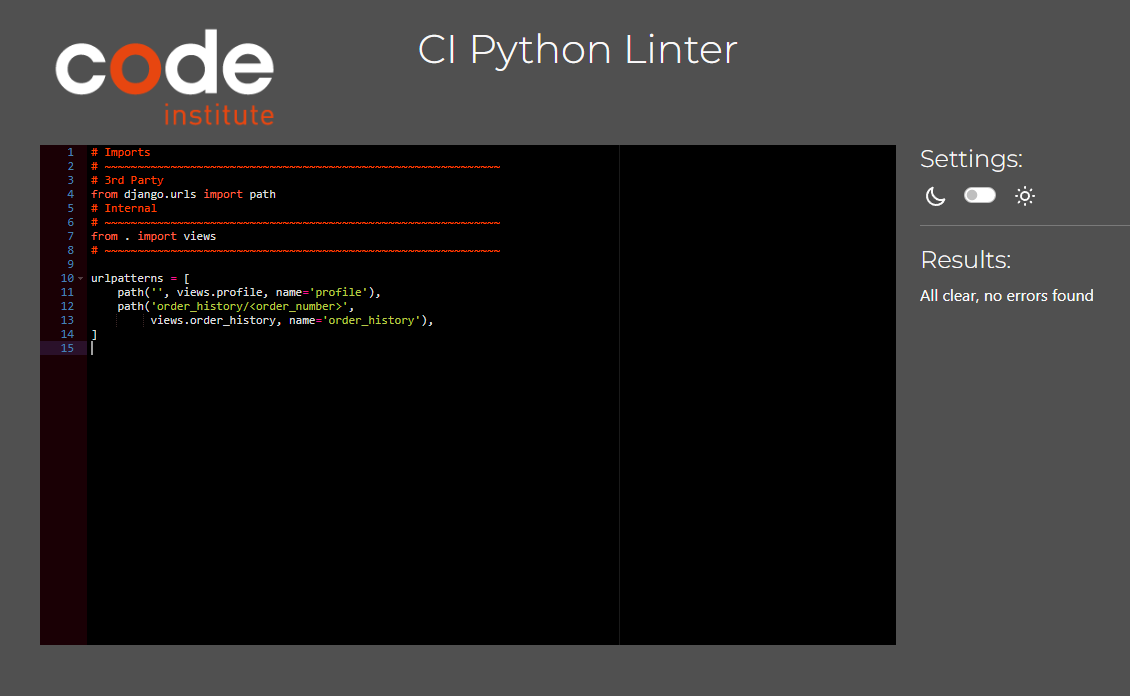 code
institute
CI Python Linter
1 # Imports
2 # ~~~~~~~~~~~~~~~~~~~~~~~~~~~~~~~~~~~~~~~~~~~~~~~~~~~~~~~~~~~~
3 # 3rd Party
4 from django.urls import path
5 # Internal
6 # ~~~~~~~~~~~~~~~~~~~~~~~~~~~~~~~~~~~~~~~~~~~~~~~~~~~~~~~~~~~~
7 from . import views
8 # ~~~~~~~~~~~~~~~~~~~~~~~~~~~~~~~~~~~~~~~~~~~~~~~~~~~~~~~~~~~~
9
10 urlpatterns = [
11     path('', views.profile, name='profile'),
12     path('order_history/<order_number>',
13          views.order_history, name='order_history'),
14 ]
15
Settings:
Results:
All clear, no errors found